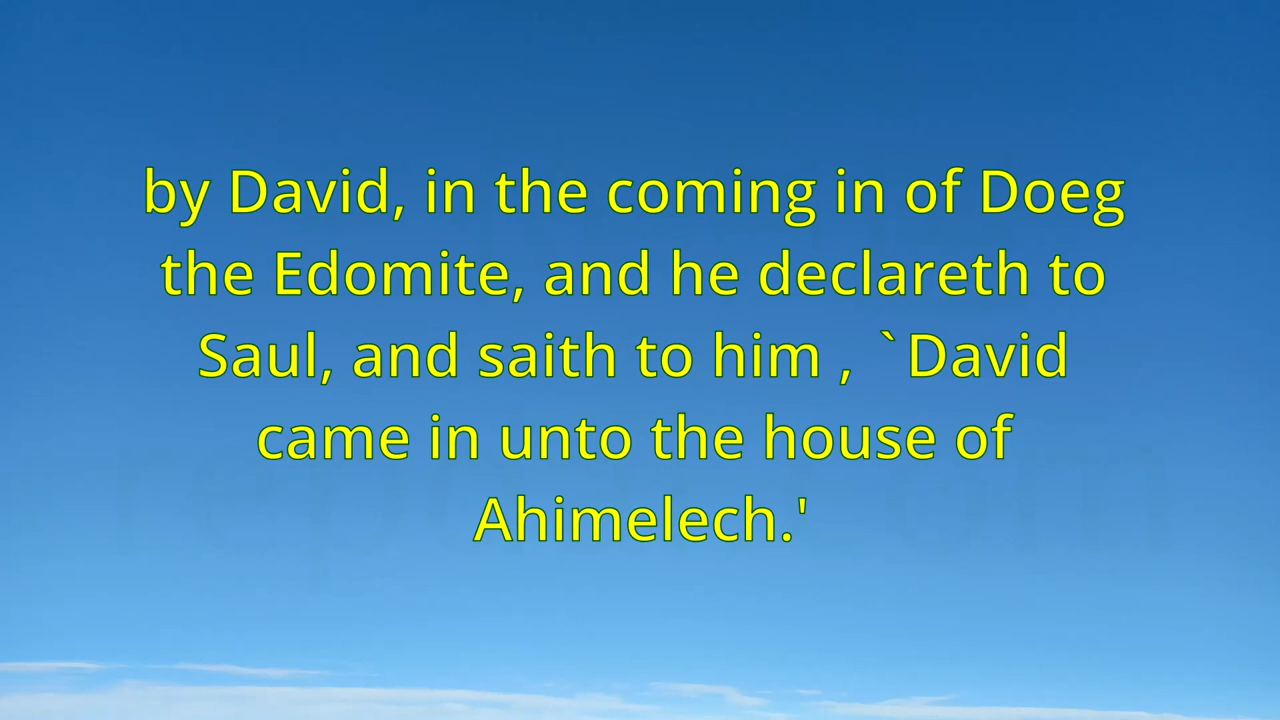 by David, in the coming in of Doeg
the Edomite, and he declareth to
Saul, and saith to him , `David
came in unto the house of
Ahimelech.'